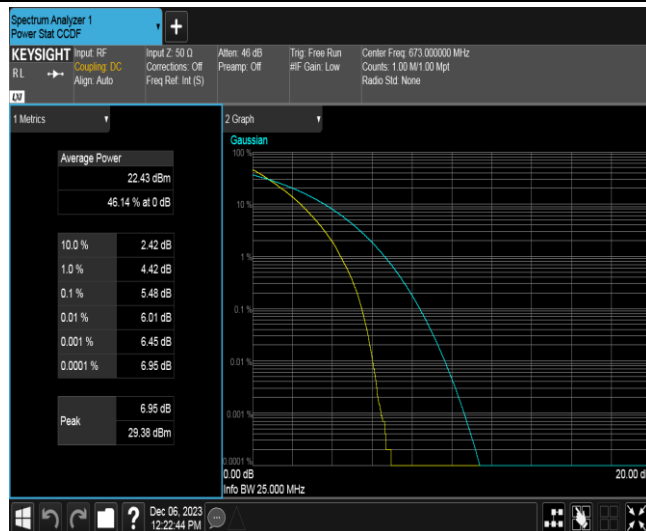 Spectrum Analyzer 1
Power Stat CCDF
+
KEYSIGHT
RL
Input: RF
Coupling: DC
Align: Auto
Input Z: 50 Ω
Corrections: Off
Freq Ref: Int (S)
Atten: 46 dB
Preamp: Off
Trig: Free Run
#IF Gain: Low
Center Freq: 673.000000 MHz
Counts: 1.00 M/1.00 Mpt
Radio Std: None
LXI
1 Metrics
Average Power
22.43 dBm
46.14 % at 0 dB
10.0 % 2.42 dB
1.0 % 4.42 dB
0.1 % 5.48 dB
0.01 % 6.01 dB
0.001 % 6.45 dB
0.0001 % 6.95 dB
Peak
6.95 dB
29.38 dBm
2 Graph
Gaussian
100 %
10 %
1 %
0.1 %
0.01 %
0.001 %
0.0001 %
0.00 dB
20.00 d
Info BW 25.000 MHz
?
Dec 06, 2023
12:22:44 PM